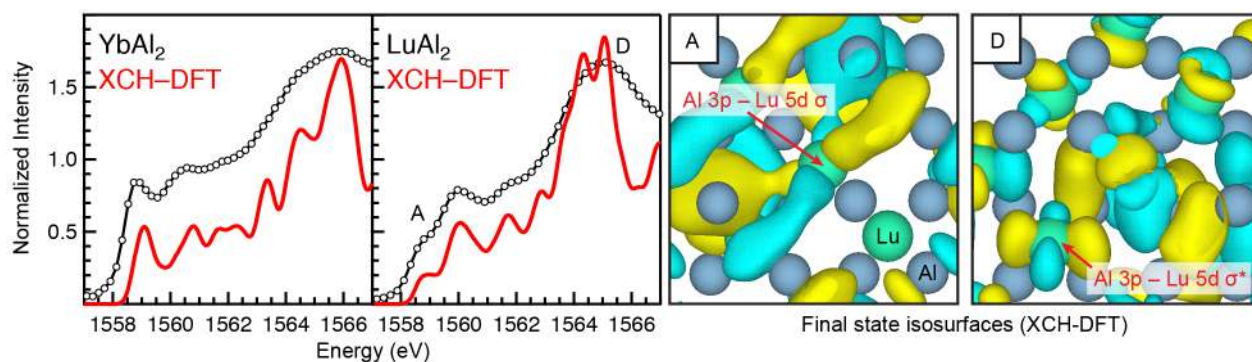 YbAl2
XCH–DFT
LuAl2
XCH–DFT
D
A
1.5
1.0
0.5
Normalized Intensity
1558 1560 1562 1564 1566
1558 1560 1562 1564 1566
Energy (eV)
A
Al 3p – Lu 5d σ
Lu
Al
D
Al 3p – Lu 5d σ*
Final state isosurfaces (XCH-DFT)